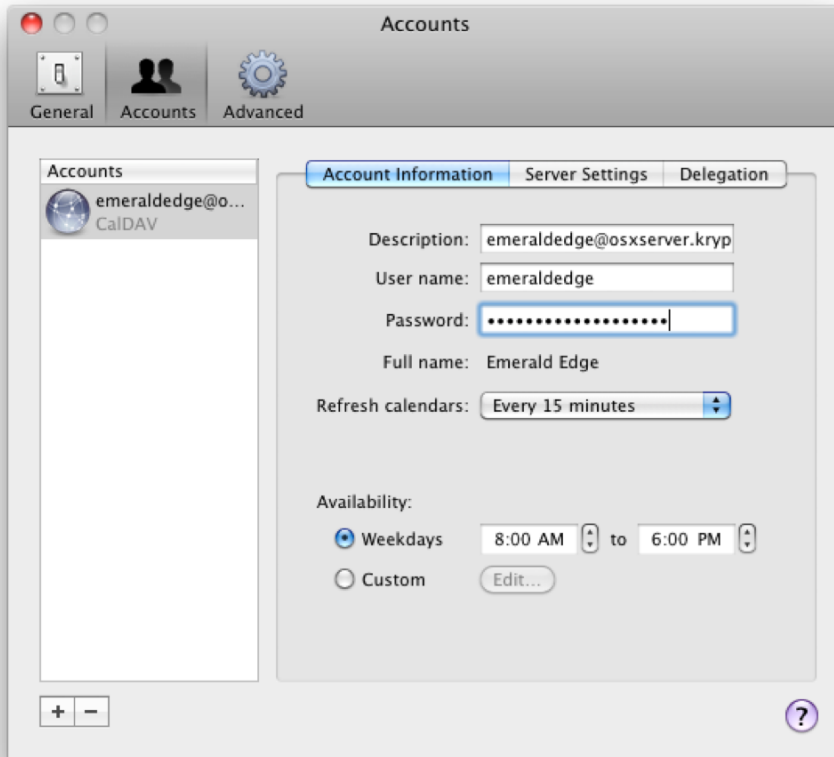 Accounts
General Accounts Advanced
Accounts
emeraldedge@o...
CalDAV
Account Information Server Settings Delegation
Description: emeraldedge@osxserver.kryp
User name: emeraldedge
Password: •••••••••••••••••••
Full name: Emerald Edge
Refresh calendars: Every 15 minutes
Availability:
Weekdays 8:00 AM to 6:00 PM
Custom Edit...
+ − ?